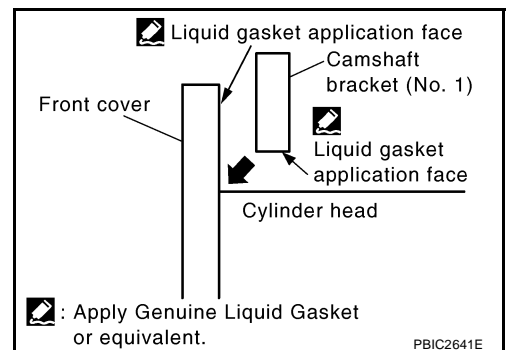 Liquid gasket application face
Camshaft
bracket (No. 1)
Front cover
Liquid gasket
application face
Cylinder head
: Apply Genuine Liquid Gasket
or equivalent.
PBIC2641E